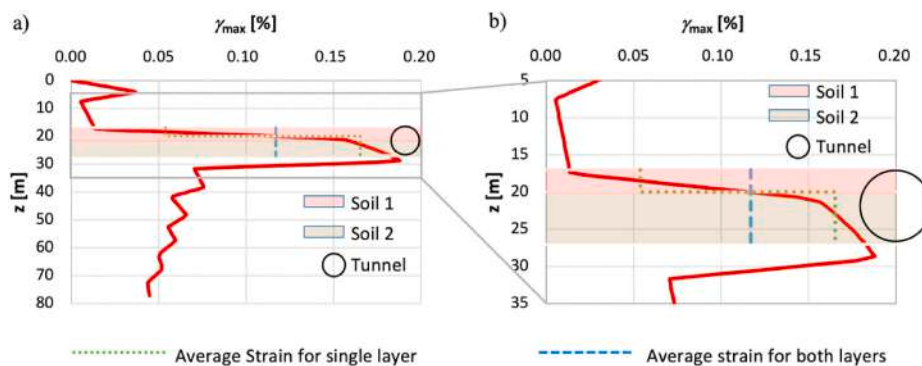 a)
γmax [%]
0.00 0.05 0.10 0.15 0.20
0
10
20
30
40
50
60
70
80
z [m]
Soil 1
Soil 2
Tunnel
b)
γmax [%]
0.00 0.05 0.10 0.15 0.20
5
10
15
20
25
30
35
z [m]
Soil 1
Soil 2
Tunnel
Average Strain for single layer
Average strain for both layers